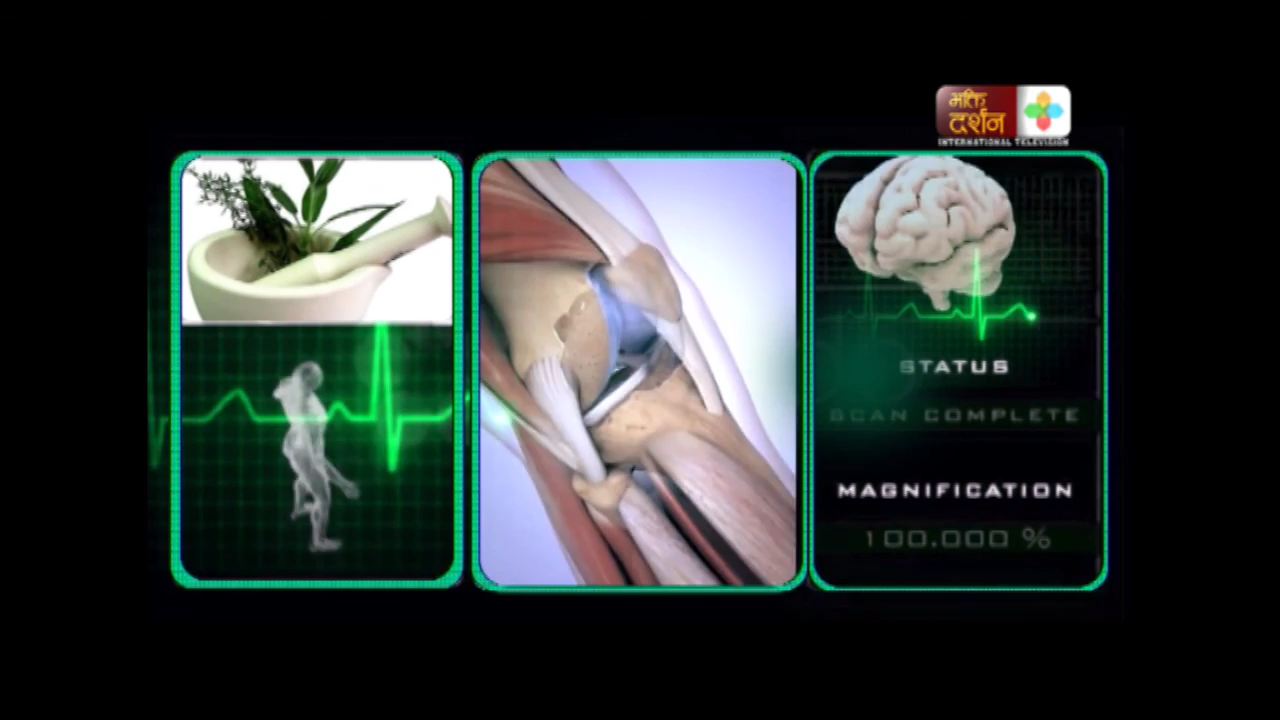 भक्ति
दर्शन
INTERNATIONAL TELEVISION
STATUS
SCAN COMPLETE
MAGNIFICATION
100.000 %